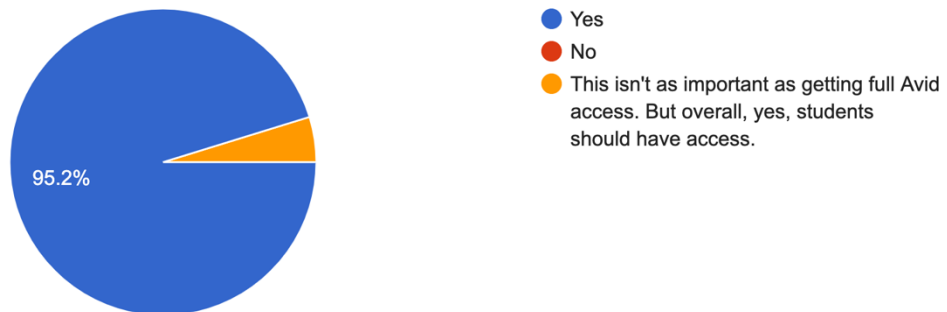 Yes
No
This isn't as important as getting full Avid
access. But overall, yes, students
should have access.
95.2%